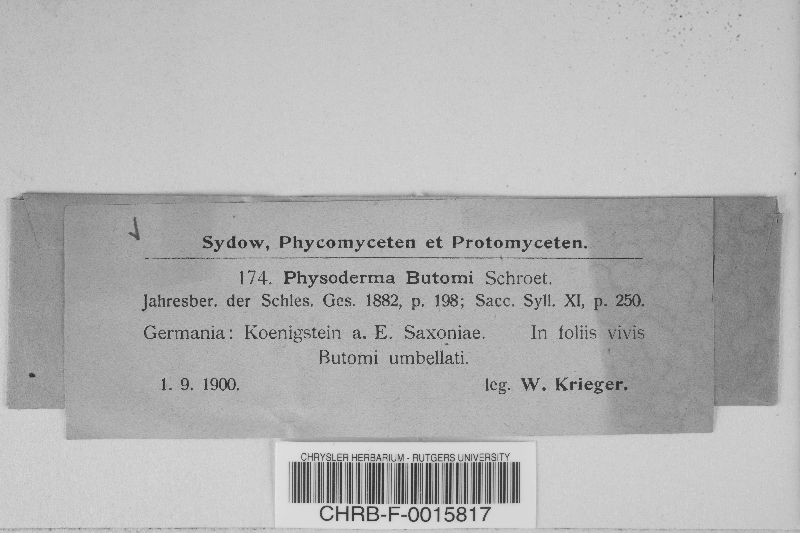 Sydow, Phycomyceten et Protomyceten.
174. Physoderma Butomi Schroet.
Jahresber. der Schles. Ges. 1882, p. 198; Sacc. Syll. XI, p. 250.
Germania: Koenigstein a. E. Saxoniae. In foliis vivis
Butomi umbellati.
1. 9. 1900. leg. W. Krieger.
CHRYSLER HERBARIUM - RUTGERS UNIVERSITY
CHRB-F-0015817